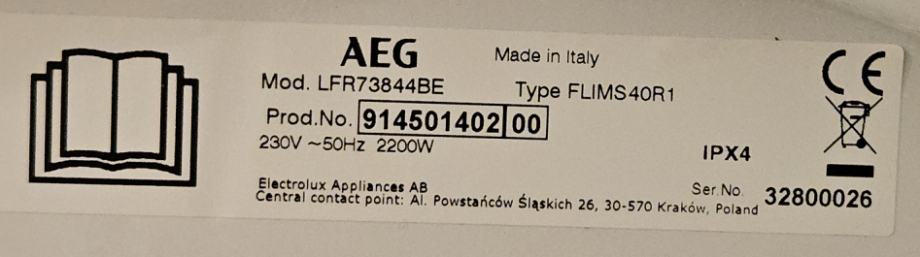 AEG
Made in Italy
Mod. LFR73844BE
Type FLIMS40R1
Prod.No. 914501402 00
230V ~50Hz 2200W
IPX4
CE
Electrolux Appliances AB
Central contact point: Al. Powstańców Śląskich 26, 30-570 Kraków, Poland
Ser.No. 32800026